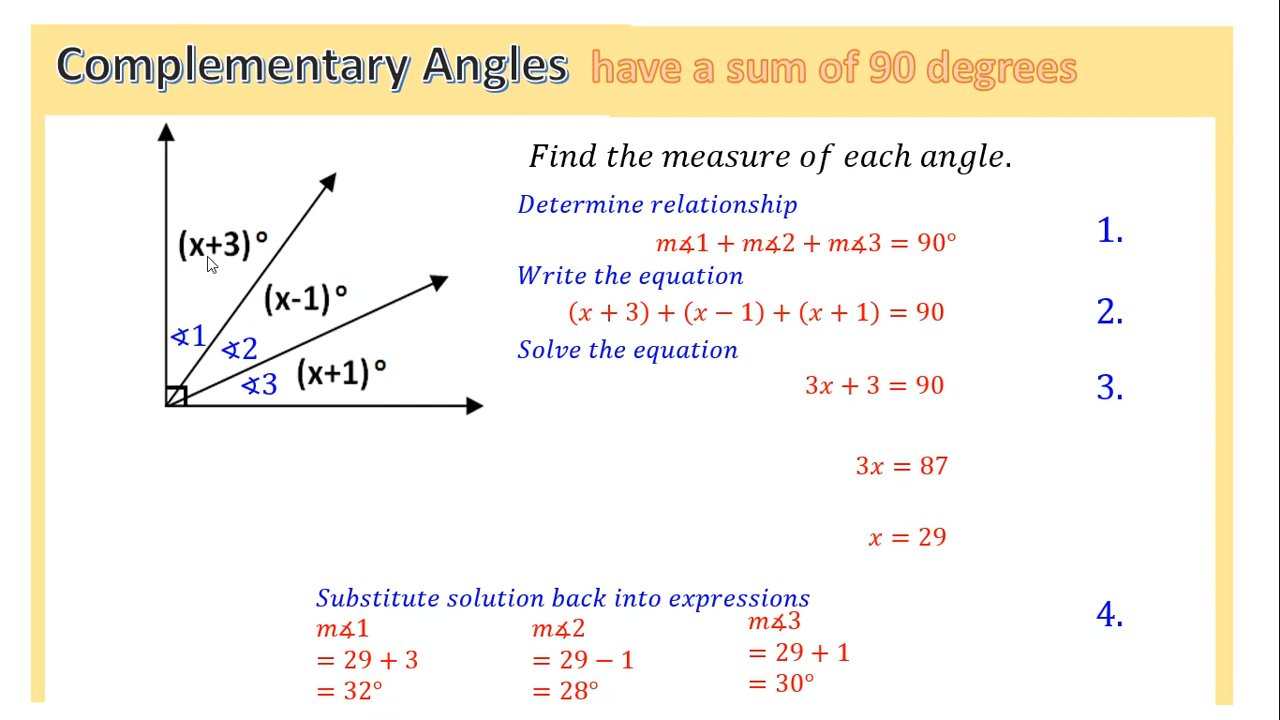 Complementary Angles have a sum of 90 degrees
Find the measure of each angle.
(x+3)°
(x-1)°
(x+1)°
∢1
∢2
∢3
Determine relationship
m∡1 + m∡2 + m∡3 = 90°
1.
Write the equation
(x + 3) + (x − 1) + (x + 1) = 90
2.
Solve the equation
3x + 3 = 90
3.
3x = 87
x = 29
Substitute solution back into expressions
4.
m∡1
= 29 + 3
= 32°
m∡2
= 29 − 1
= 28°
m∡3
= 29 + 1
= 30°